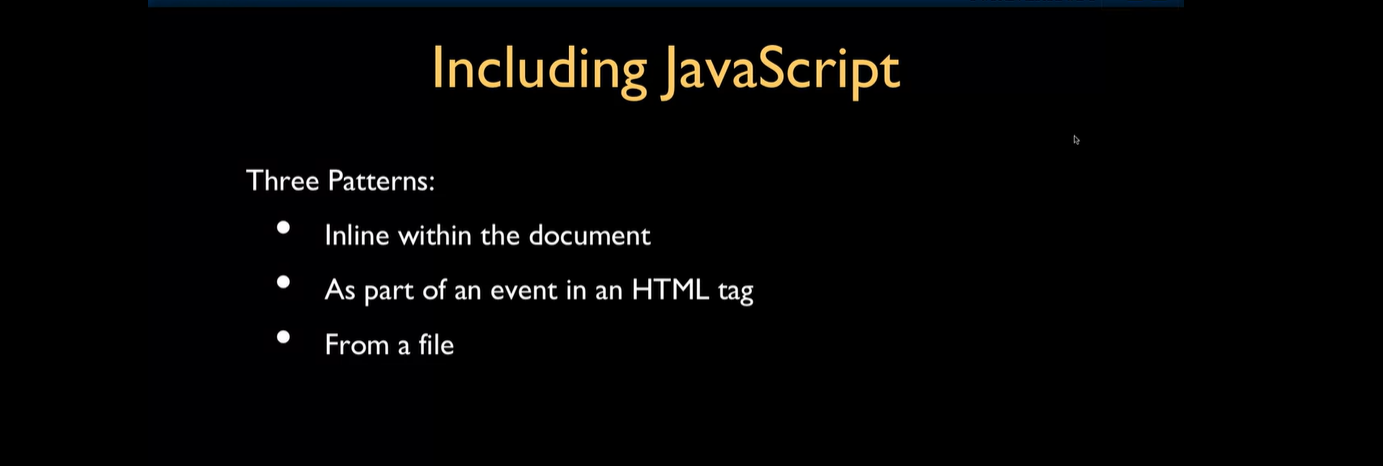 Including JavaScript
Three Patterns:
• Inline within the document
• As part of an event in an HTML tag
• From a file